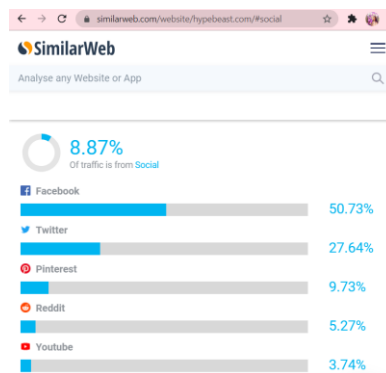 similarweb.com/website/hypebeast.com/#social
SimilarWeb
Analyse any Website or App
8.87%
Of traffic is from Social
Facebook
50.73%
Twitter
27.64%
Pinterest
9.73%
Reddit
5.27%
Youtube
3.74%